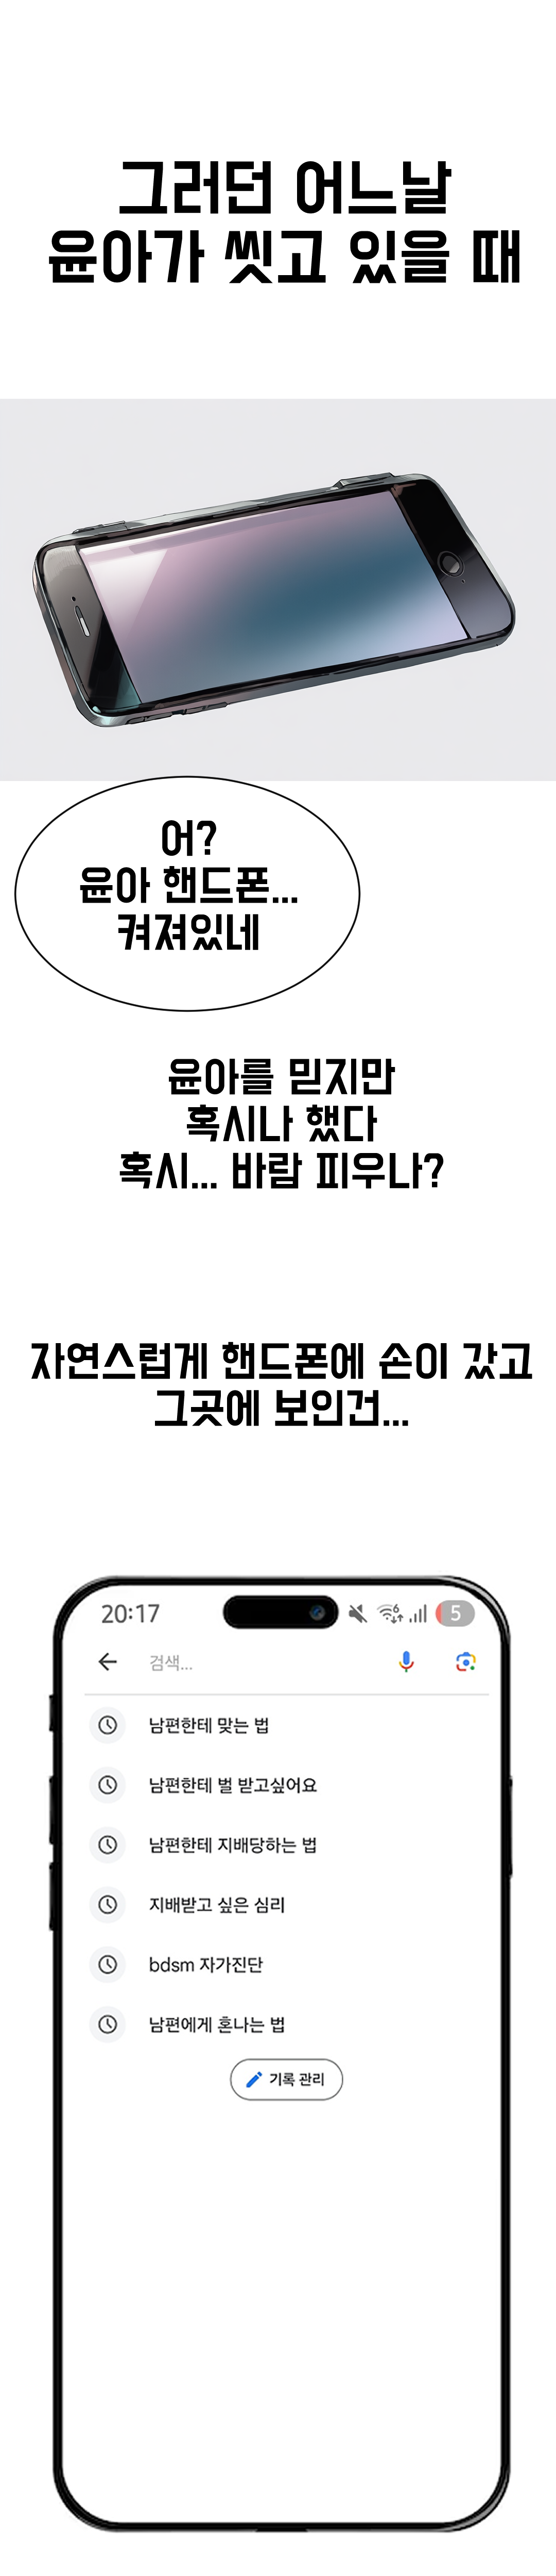 그러던 어느날
윤아가 씻고 있을 때
어?
윤아 핸드폰...
켜져있네
윤아를 믿지만
혹시나 했다
혹시... 바람 피우나?
자연스럽게 핸드폰에 손이 갔고
그곳에 보인건...
20:17 6 5
검색...
남편한테 맞는 법
남편한테 벌 받고싶어요
남편한테 지배당하는 법
지배받고 싶은 심리
bdsm 자가진단
남편에게 혼나는 법
기록 관리